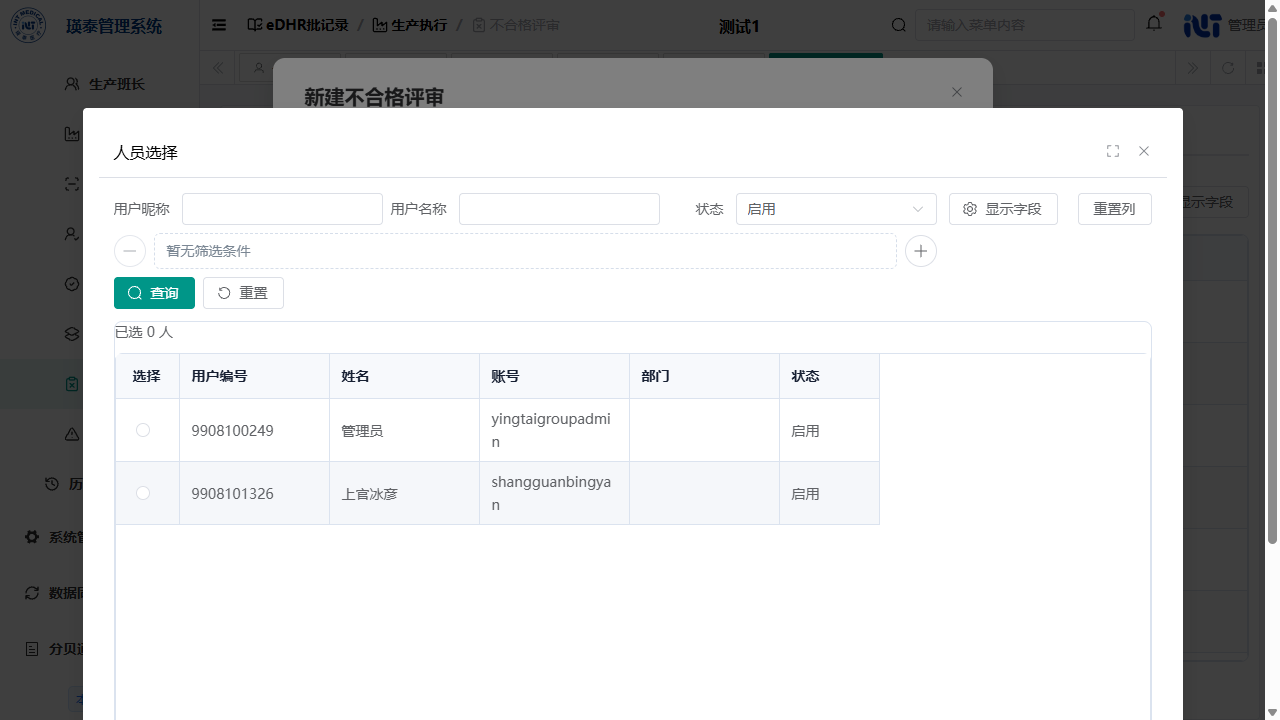 瑛泰管理系统
eDHR批记录 / 生产执行 / 不合格评审
测试1
请输入菜单内容
管理员
生产班长
新建不合格评审
人员选择
用户昵称
用户名称
状态
启用
显示字段
重置列
显示字段
暂无筛选条件
查询
重置
已选 0 人
选择 用户编号 姓名 账号 部门 状态
9908100249 管理员 yingtaigroupadmi
n
启用
9908101326 上官冰彦 shangguanbingya
n
启用
历
系统管
数据同
分贝通